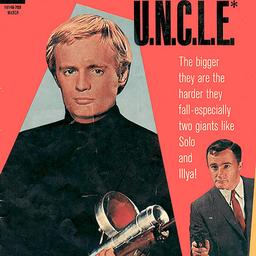 U.N.C.L.E.*
The bigger
they are the
harder they
fall-especially
two giants like
Solo
and
Illya!